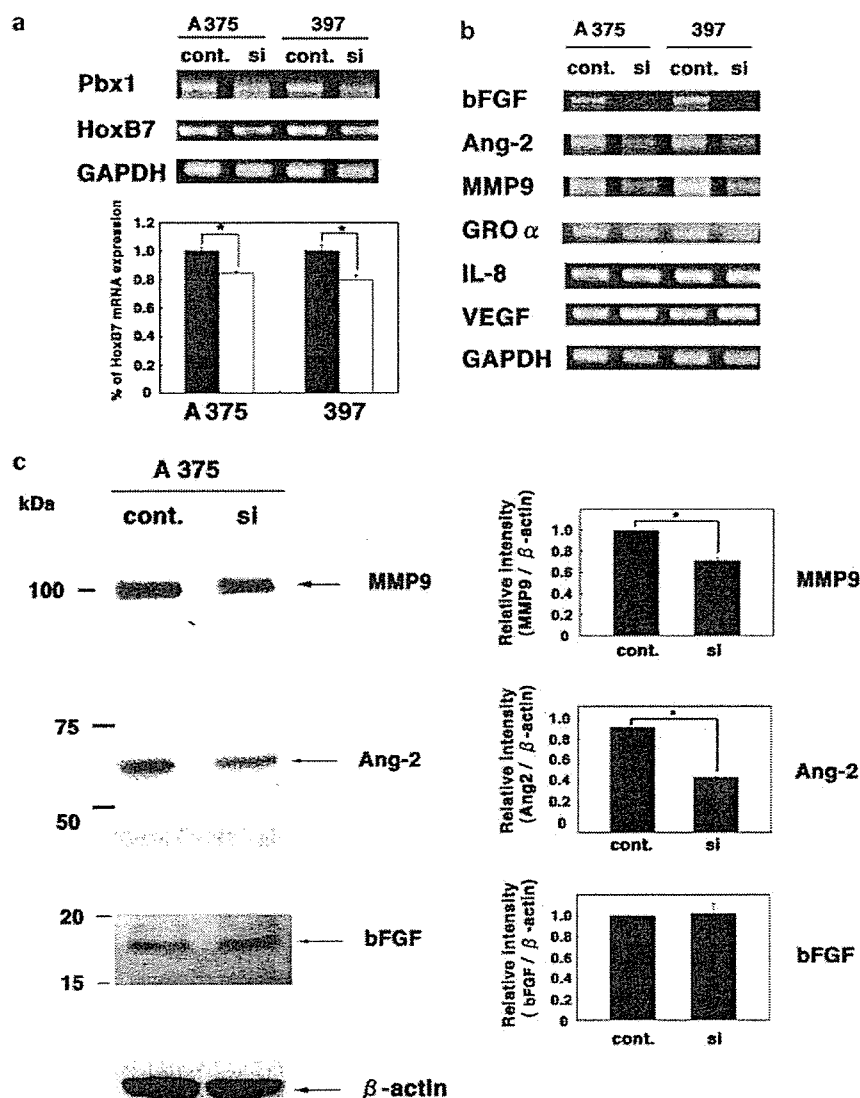 a
A 375 397
cont. si cont. si
Pbx1
HoxB7
GAPDH
% of HoxB7 mRNA expression
1.2
1.0
0.8
0.6
0.4
0.2
0
*
*
A 375 397
b
A 375 397
cont. si cont. si
bFGF
Ang-2
MMP9
GRO α
IL-8
VEGF
GAPDH
c
A 375
kDa
cont. si
100
MMP9
75
Ang-2
50
20
bFGF
15
β-actin
Relative intensity
(MMP9 / β-actin)
1.0
0.8
0.6
0.4
0.2
0
*
cont. si
MMP9
Relative intensity
(Ang2 / β-actin)
1.0
0.8
0.6
0.4
0.2
0
*
cont. si
Ang-2
Relative intensity
( bFGF / β-actin)
1.0
0.8
0.6
0.4
0.2
0
cont. si
bFGF